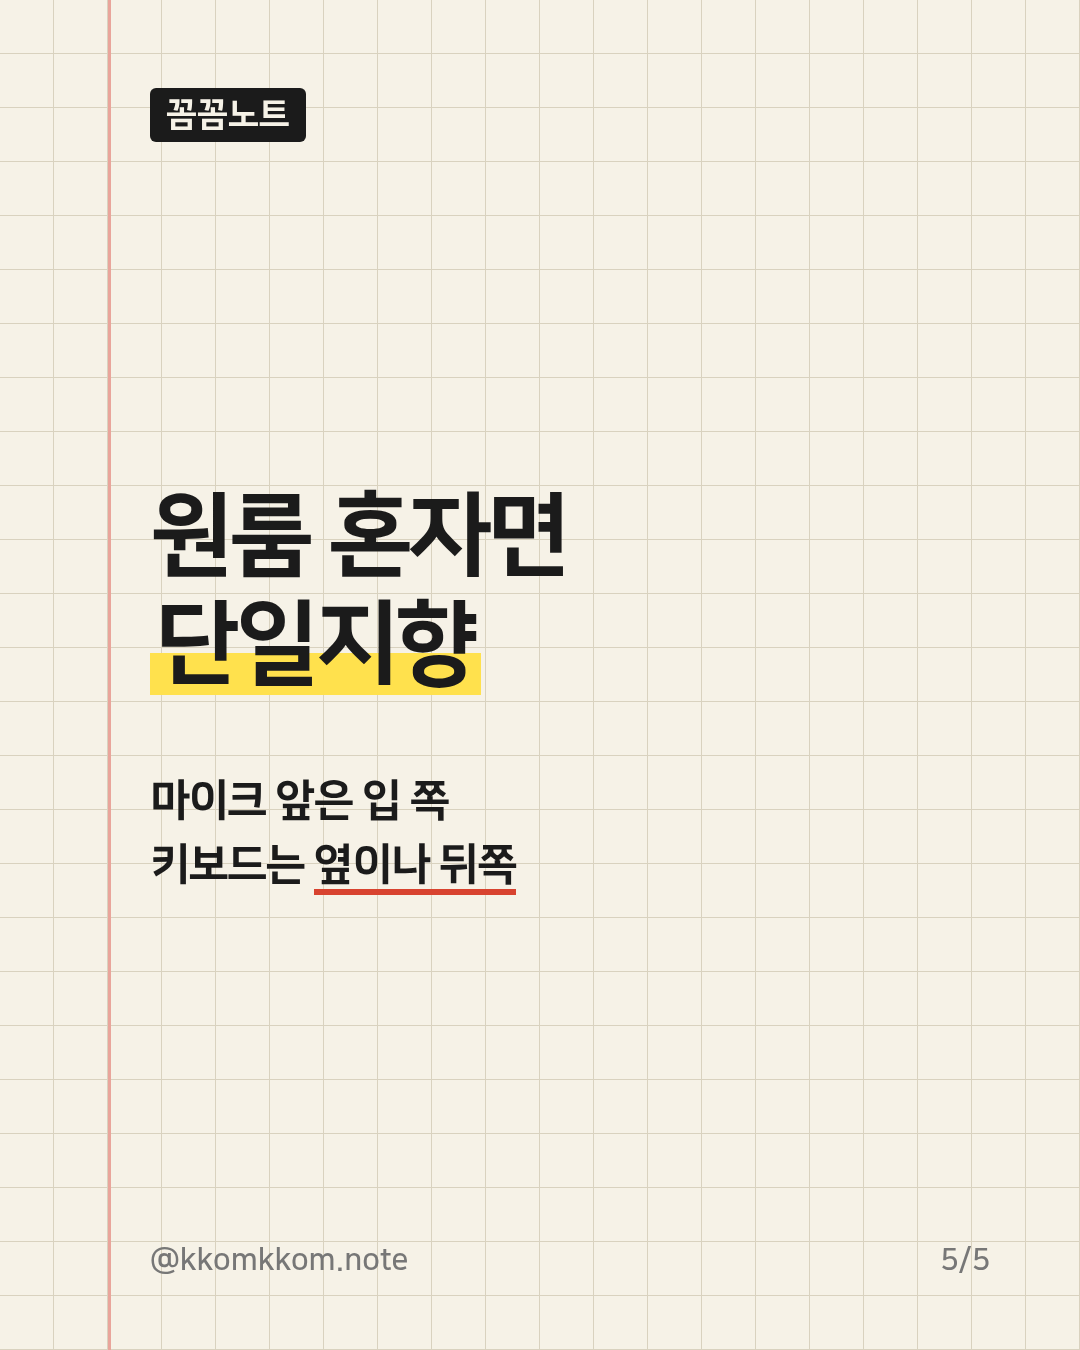 꼼꼼노트
원룸 혼자면
단일지향
마이크 앞은 입 쪽
키보드는 옆이나 뒤쪽
@kkomkkom.note
5/5